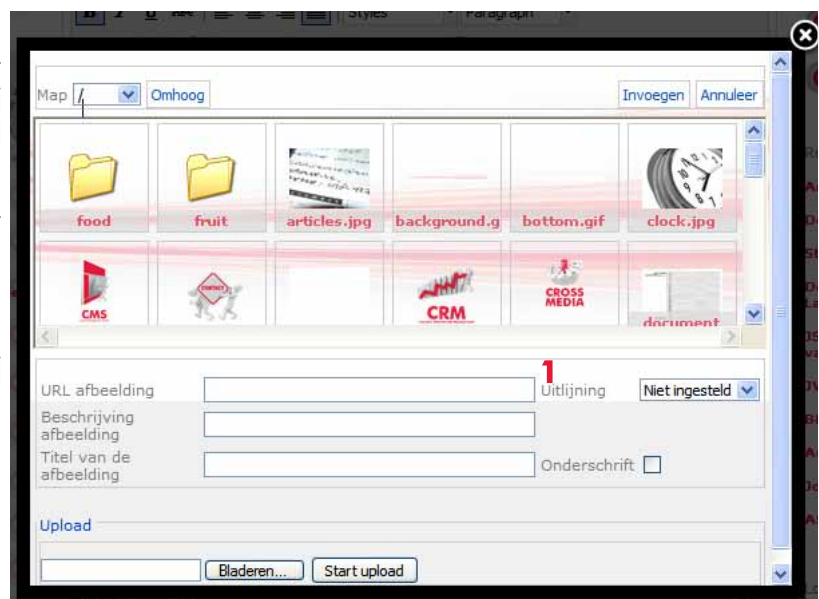 Styles Paragraph
Map / Omhoog Invoegen Annuleer
food fruit articles.jpg background.g bottom.gif clock.jpg
CMS CONTACT CRM CROSS MEDIA document
1
URL afbeelding Uitlijning Niet ingesteld
Beschrijving afbeelding
Titel van de afbeelding Onderschrift
Upload
Bladeren... Start upload